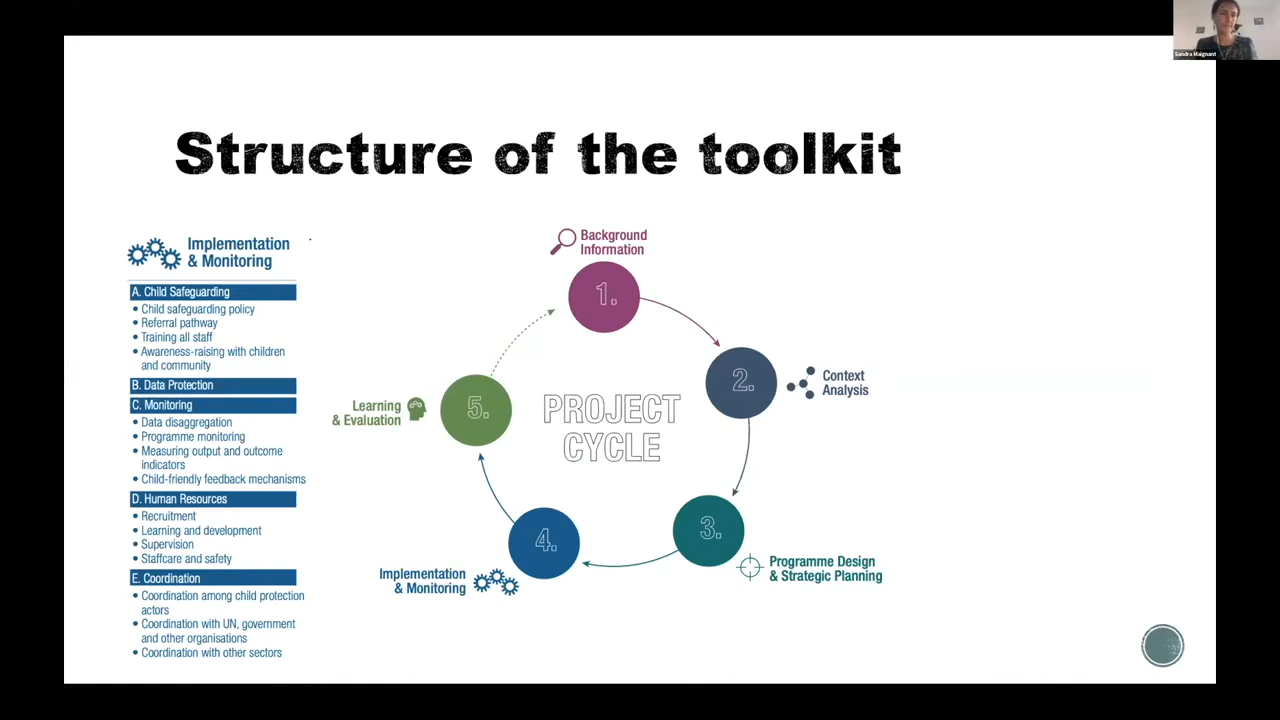 Sandra Maignant
Structure of the toolkit
Implementation
& Monitoring
A. Child Safeguarding
• Child safeguarding policy
• Referral pathway
• Training all staff
• Awareness-raising with children
and community
B. Data Protection
C. Monitoring
• Data disaggregation
• Programme monitoring
• Measuring output and outcome
indicators
• Child-friendly feedback mechanisms
D. Human Resources
• Recruitment
• Learning and development
• Supervision
• Staffcare and safety
E. Coordination
• Coordination among child protection
actors
• Coordination with UN, government
and other organisations
• Coordination with other sectors
Background
Information
1.
2.
Context
Analysis
PROJECT
CYCLE
3.
Programme Design
& Strategic Planning
4.
Implementation
& Monitoring
5.
Learning
& Evaluation